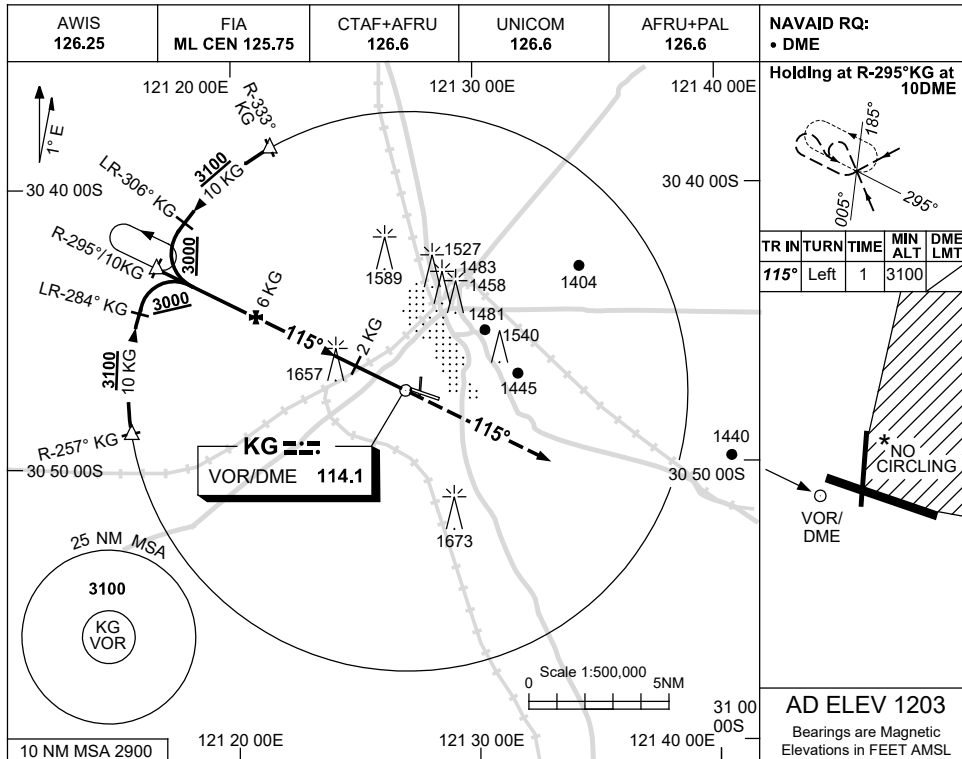 AWIS
126.25
FIA
ML CEN 125.75
CTAF+AFRU
126.6
UNICOM
126.6
AFRU+PAL
126.6
NAVAID RQ:
• DME
Holding at R-295°KG at
10DME
185°
005°
295°
TR IN TURN TIME MIN ALT DME LMT
115° Left 1 3100
121 20 00E
121 30 00E
121 40 00E
1° E
R-333° KG
3100
10 KG
LR-306° KG
30 40 00S
30 40 00S
R-295°/10KG
3000
LR-284° KG
3000
6 KG
115°
2 KG
3100
10 KG
R-257° KG
30 50 00S
30 50 00S
1589
1527
1483
1458
1404
1481
1540
1445
1657
115°
1440
KG
VOR/DME 114.1
1673
25 NM MSA
3100
KG
VOR
Scale 1:500,000
0 5NM
31 00
00S
121 20 00E
121 30 00E
121 40 00E
10 NM MSA 2900
*NO
CIRCLING
VOR/
DME
AD ELEV 1203
Bearings are Magnetic
Elevations in FEET AMSL